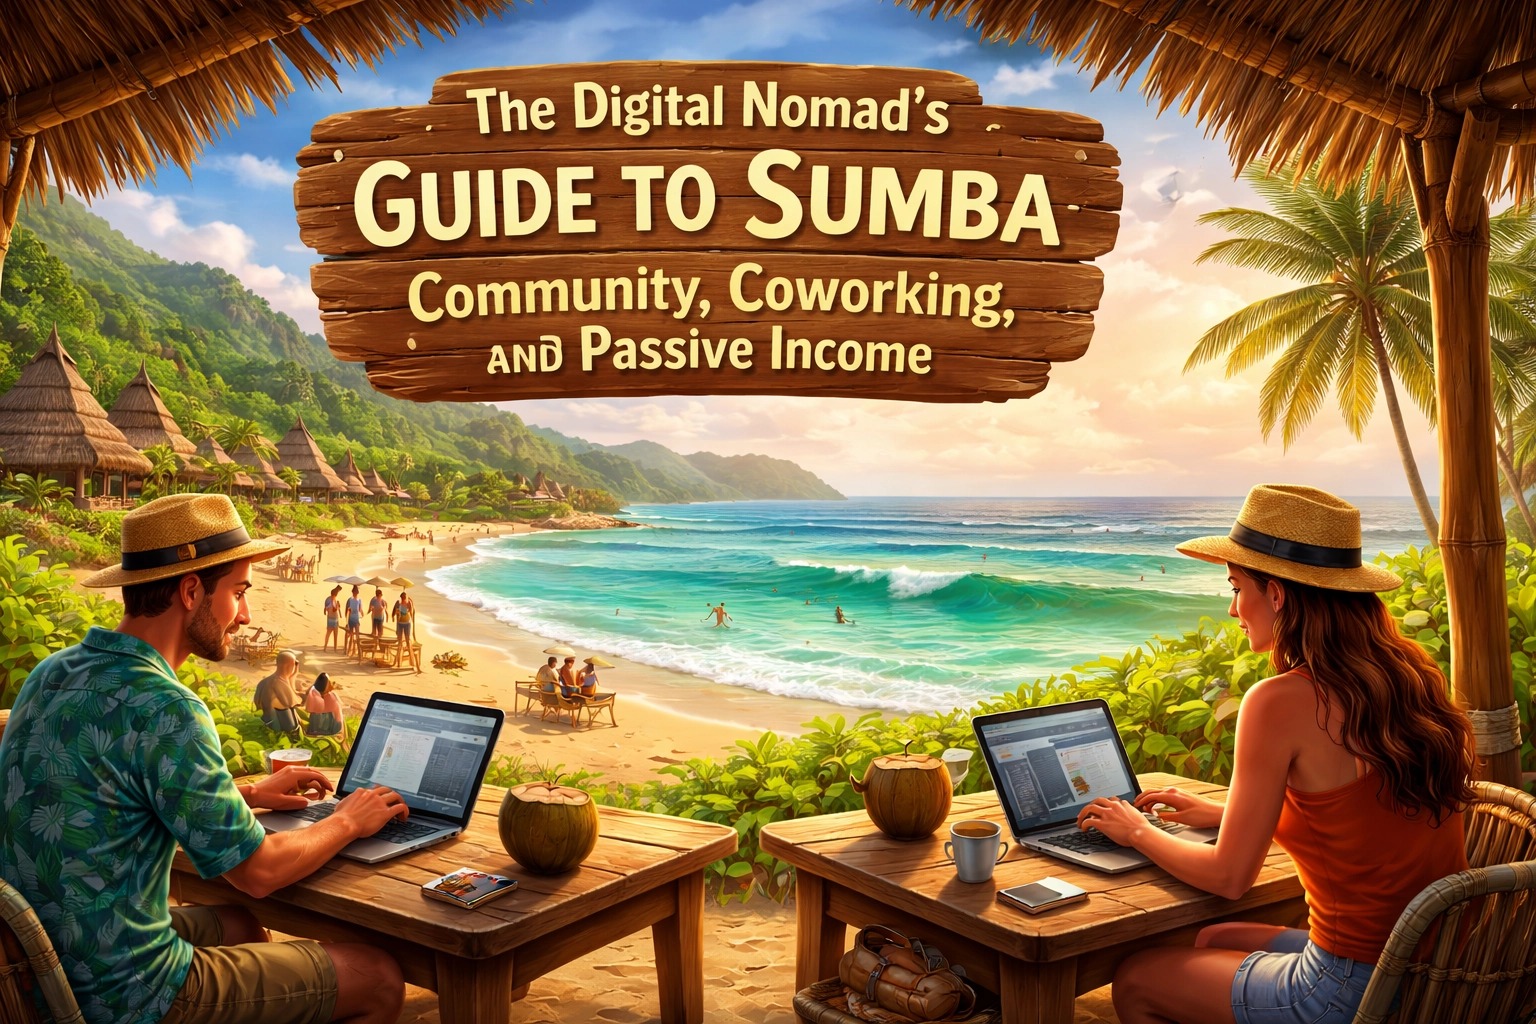 The Digital Nomad's
GUIDE TO SUMBA
Community, Coworking,
AND Passive Income